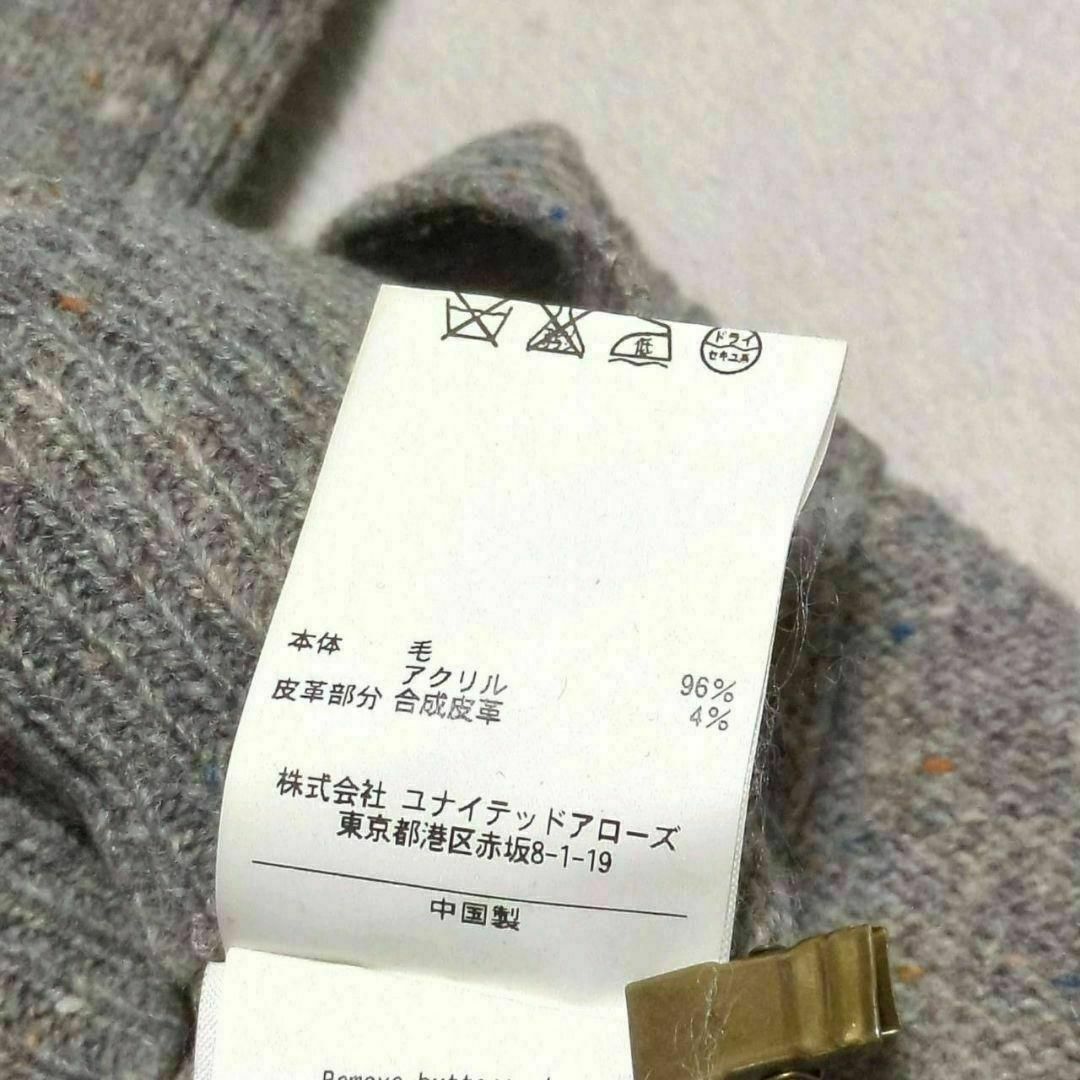 低
ドライ
セキユ系
本体 毛 96%
アクリル 4%
皮革部分 合成皮革
株式会社 ユナイテッドアローズ
東京都港区赤坂8-1-19
中国製
Remove